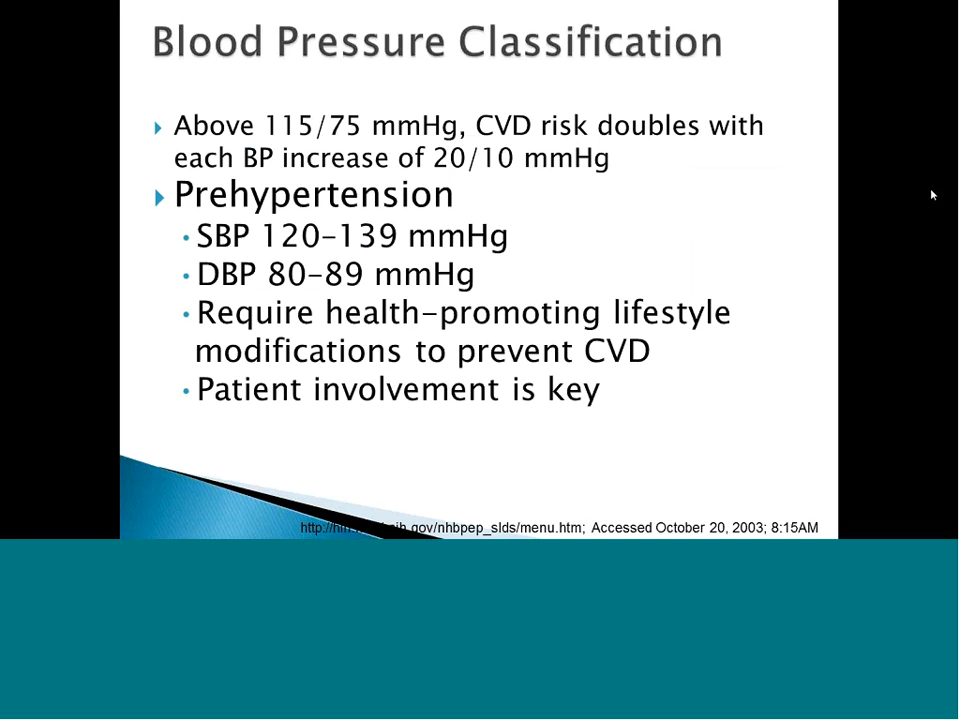 Blood Pressure Classification
Above 115/75 mmHg, CVD risk doubles with
each BP increase of 20/10 mmHg
Prehypertension
SBP 120–139 mmHg
DBP 80–89 mmHg
Require health-promoting lifestyle
modifications to prevent CVD
Patient involvement is key
gov/nhbpep_slds/menu.htm; Accessed October 20, 2003; 8:15AM